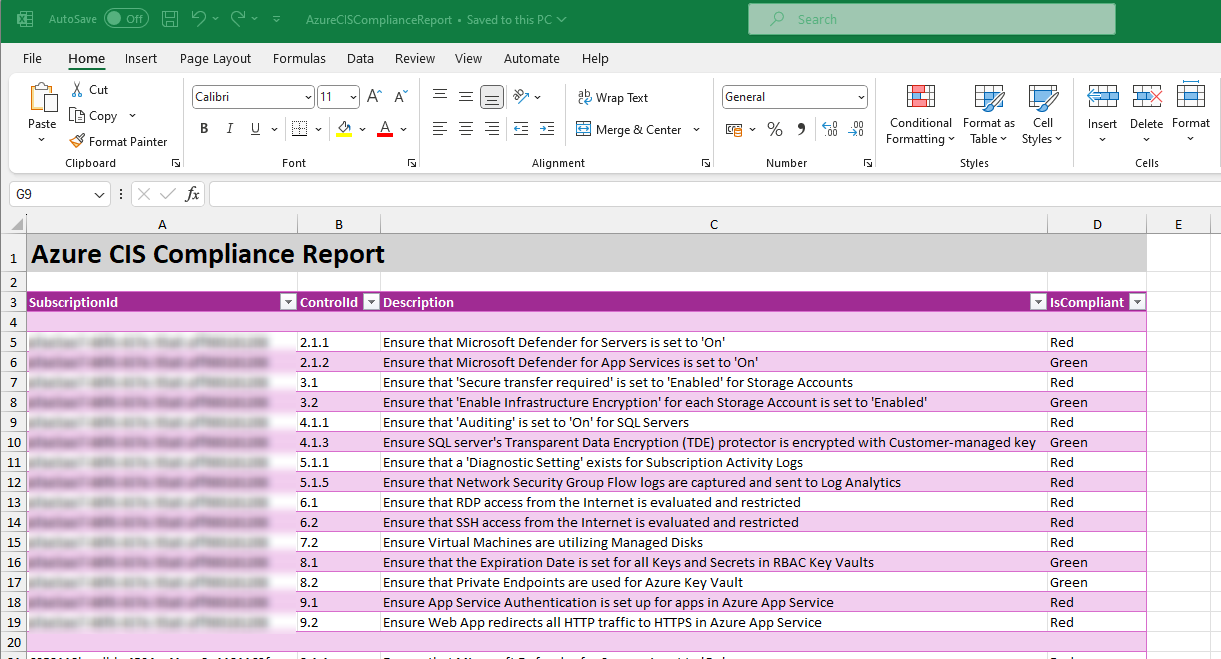 AutoSave Off AzureCISComplianceReport • Saved to this PC Search
File Home Insert Page Layout Formulas Data Review View Automate Help
Paste Cut Copy Format Painter
Clipboard
Calibri 11 A A
B I U A
Font
ab Wrap Text
Merge & Center
Alignment
General
% 9 .00 .00
Number
Conditional Formatting Format as Table Cell Styles
Styles
Insert Delete Format
Cells
G9 fx
A B C D E
1 Azure CIS Compliance Report
2
3 SubscriptionId ControlId Description IsCompliant
4
5 2.1.1 Ensure that Microsoft Defender for Servers is set to 'On' Red
6 2.1.2 Ensure that Microsoft Defender for App Services is set to 'On' Green
7 3.1 Ensure that 'Secure transfer required' is set to 'Enabled' for Storage Accounts Red
8 3.2 Ensure that 'Enable Infrastructure Encryption' for each Storage Account is set to 'Enabled' Green
9 4.1.1 Ensure that 'Auditing' is set to 'On' for SQL Servers Red
10 4.1.3 Ensure SQL server's Transparent Data Encryption (TDE) protector is encrypted with Customer-managed key Green
11 5.1.1 Ensure that a 'Diagnostic Setting' exists for Subscription Activity Logs Red
12 5.1.5 Ensure that Network Security Group Flow logs are captured and sent to Log Analytics Red
13 6.1 Ensure that RDP access from the Internet is evaluated and restricted Red
14 6.2 Ensure that SSH access from the Internet is evaluated and restricted Red
15 7.2 Ensure Virtual Machines are utilizing Managed Disks Red
16 8.1 Ensure that the Expiration Date is set for all Keys and Secrets in RBAC Key Vaults Green
17 8.2 Ensure that Private Endpoints are used for Azure Key Vault Green
18 9.1 Ensure App Service Authentication is set up for apps in Azure App Service Red
19 9.2 Ensure Web App redirects all HTTP traffic to HTTPS in Azure App Service Red
20